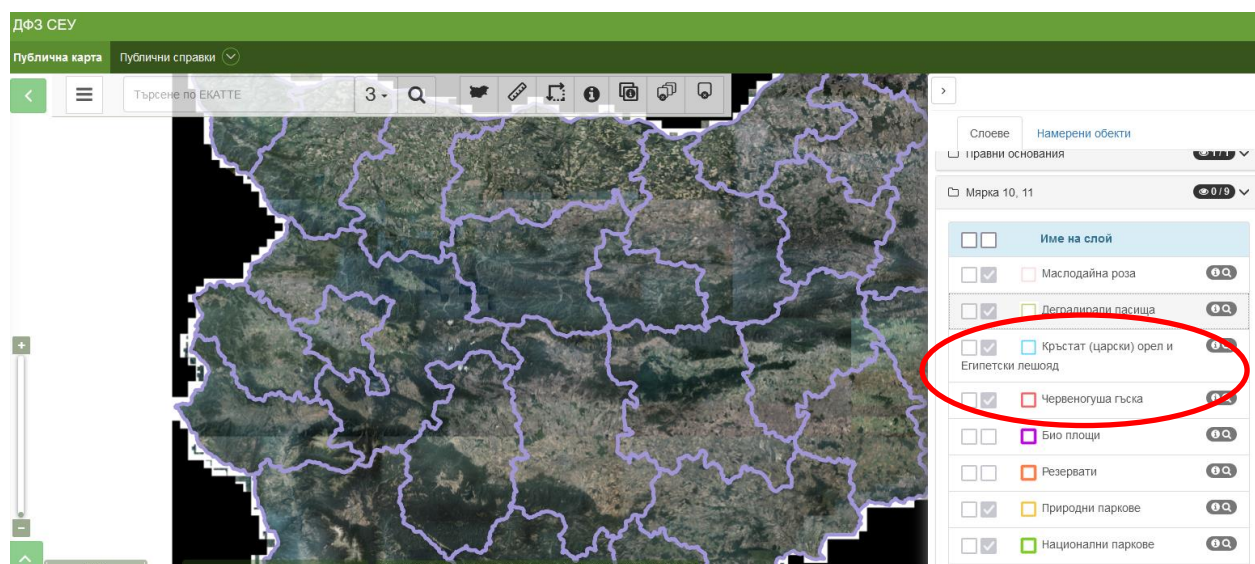 ДФЗ СЕУ
Публична карта Публични справки
Търсене по ЕКАТТЕ 3
Слоеве Намерени обекти
Правни основания 1/1
Мярка 10, 11 0/9
Име на слой
Маслодайна роза
Деградирали пасища
Кръстат (царски) орел и
Египетски лешояд
Червеногуша гъска
Био площи
Резервати
Природни паркове
Национални паркове